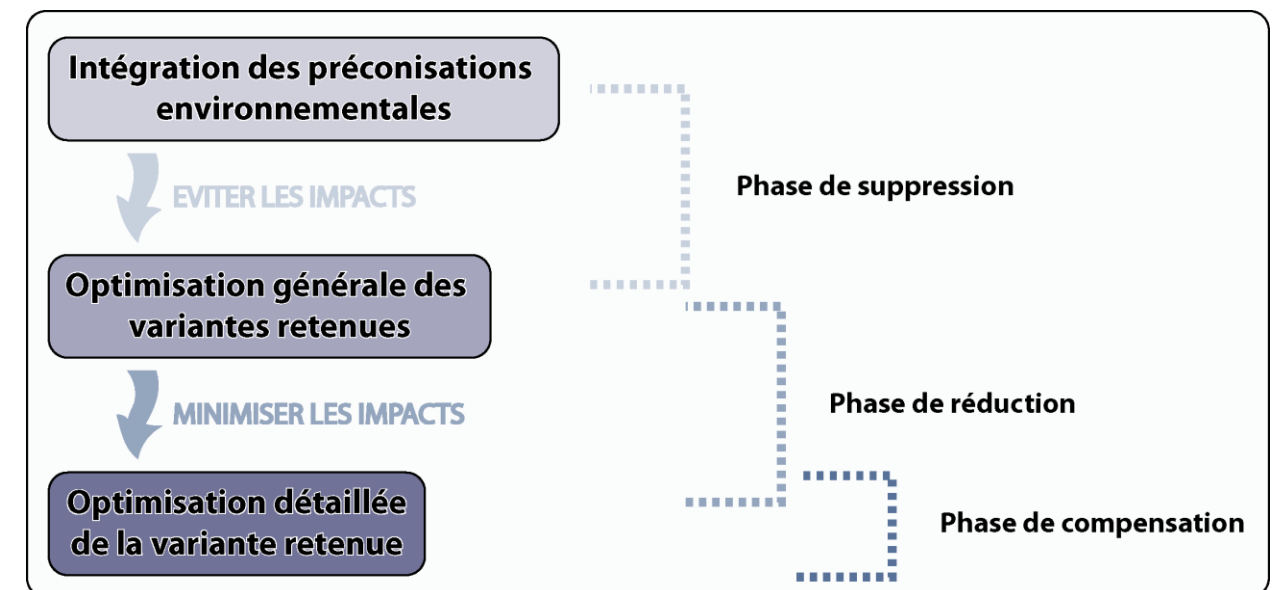 Intégration des préconisations
environnementales
EVITER LES IMPACTS
Phase de suppression
Optimisation générale des
variantes retenues
MINIMISER LES IMPACTS
Phase de réduction
Optimisation détaillée
de la variante retenue
Phase de compensation